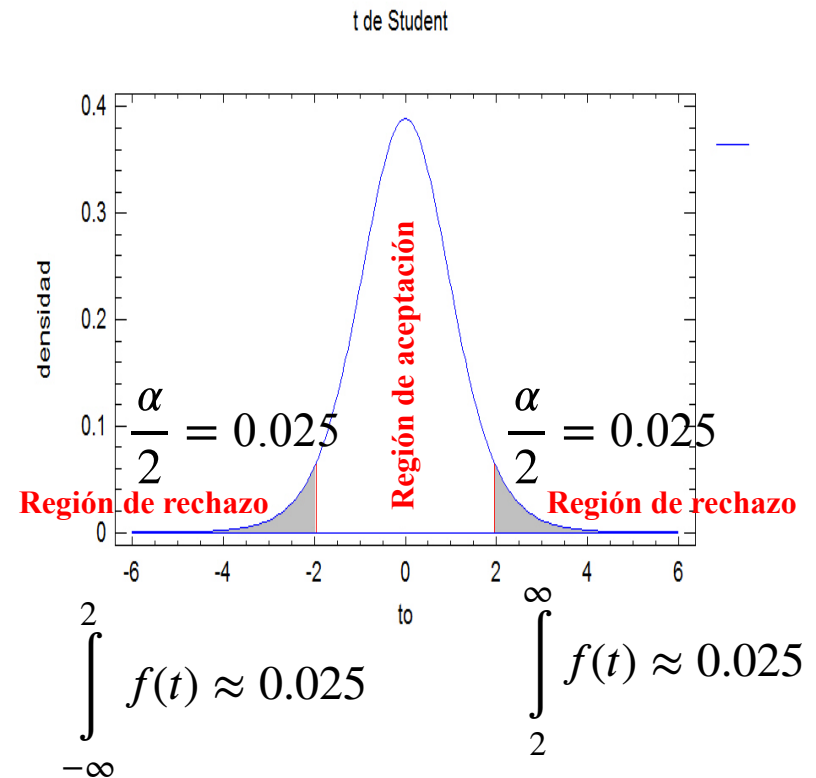 t de Student
densidad
0.4
0.3
0.2
0.1
0
Región de aceptación
α/2 = 0.025
α/2 = 0.025
Región de rechazo
Región de rechazo
-6 -4 -2 0 2 4 6
to
∫_{-∞}^{2} f(t) ≈ 0.025
∫_{2}^{∞} f(t) ≈ 0.025